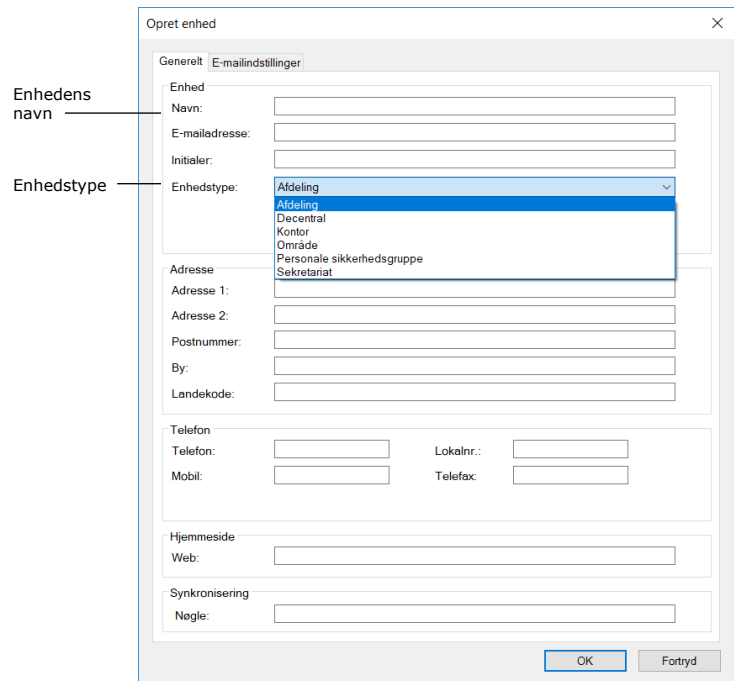 Opret enhed
Generelt E-mailindstillinger
Enhed
Enhedens
navn
Navn:
E-mailadresse:
Initialer:
Enhedstype
Enhedstype: Afdeling
Afdeling
Decentral
Kontor
Område
Personale sikkerhedsgruppe
Sekretariat
Adresse
Adresse 1:
Adresse 2:
Postnummer:
By:
Landekode:
Telefon
Telefon: Lokalnr.:
Mobil: Telefax:
Hjemmeside
Web:
Synkronisering
Nøgle:
OK Fortryd